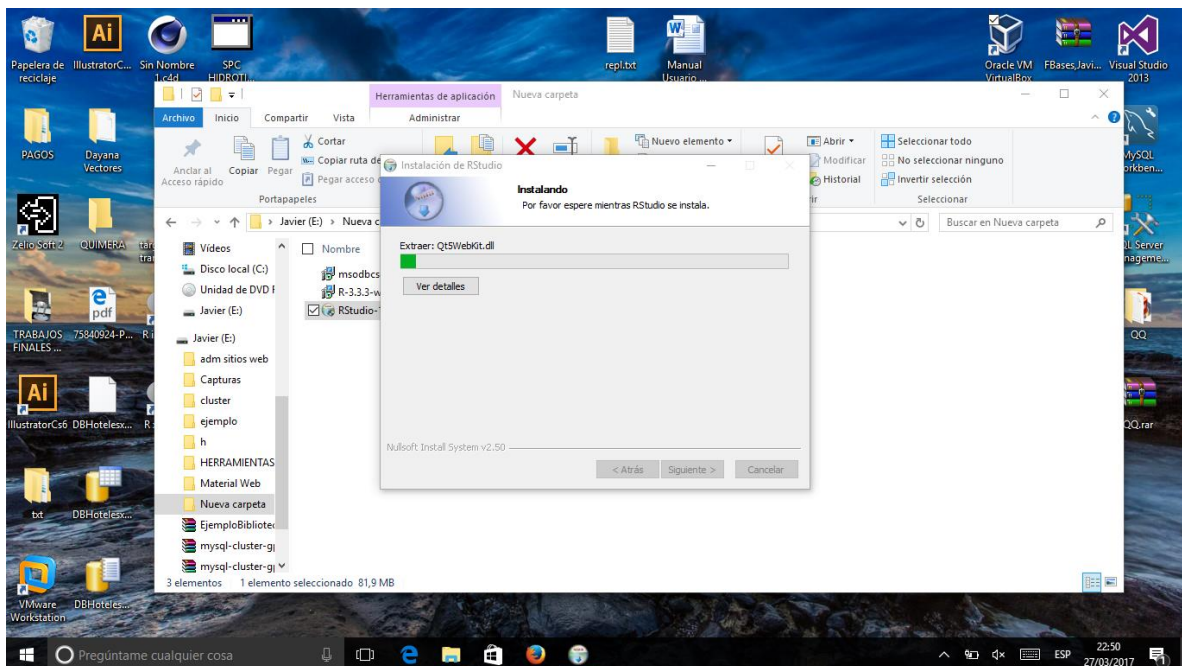 Papelera de reciclaje
IllustratorC...
Sin Nombre 1.c4d
SPC HIDROTI...
repl.txt
Manual Usuario ...
Oracle VM VirtualBox
FBases,Javi...
Visual Studio 2013
Herramientas de aplicación
Nueva carpeta
Archivo
Inicio
Compartir
Vista
Administrar
Anclar al Acceso rápido
Copiar
Pegar
Cortar
Copiar ruta de
Pegar acceso
Portapapeles
Nuevo elemento
Abrir
Modificar
Historial
Seleccionar todo
No seleccionar ninguno
Invertir selección
Seleccionar
PAGOS
Dayana Vectores
Zelio Soft 2
QUIMERA
TRABAJOS FINALES ...
75840924-P...
IllustratorCs6
DBHotelesx...
txt
DBHotelesx...
VMware Workstation
DBHoteles...
Javier (E:) > Nueva c
Buscar en Nueva carpeta
Vídeos
Disco local (C:)
Unidad de DVD
Javier (E:)
Javier (E:)
adm sitios web
Capturas
cluster
ejemplo
h
HERRAMIENTAS
Material Web
Nueva carpeta
EjemploBibliotec
mysql-cluster-g
mysql-cluster-g
Nombre
msodbcs
R-3.3.3-w
RStudio-
3 elementos
1 elemento seleccionado 81,9 MB
Instalación de RStudio
Instalando
Por favor espere mientras RStudio se instala.
Extraer: Qt5WebKit.dll
Ver detalles
Nullsoft Install System v2.50
< Atrás
Siguiente >
Cancelar
QQ
QQ.rar
Pregúntame cualquier cosa
ESP
22:50
27/03/2017